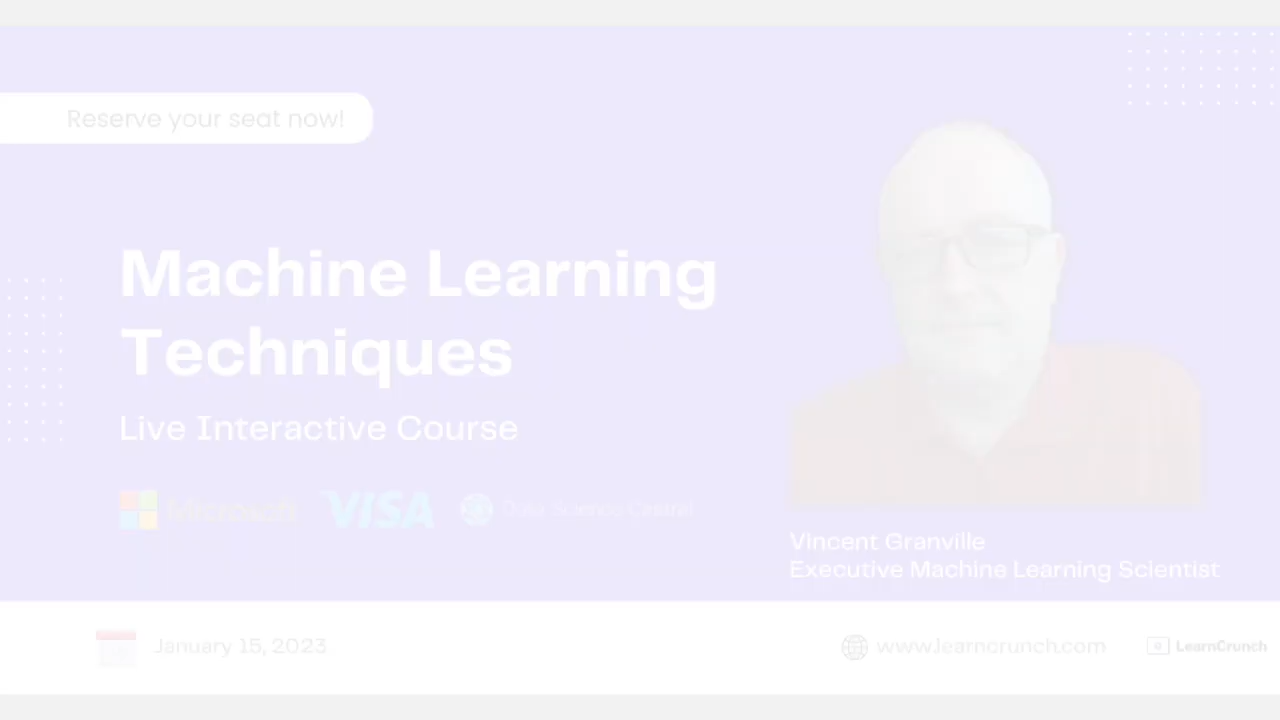 Reserve your seat now!
Machine Learning
Techniques
Live Interactive Course
Microsoft VISA Data Science Central
Vincent Granville
Executive Machine Learning Scientist
January 15, 2023
www.learncrunch.com LearnCrunch